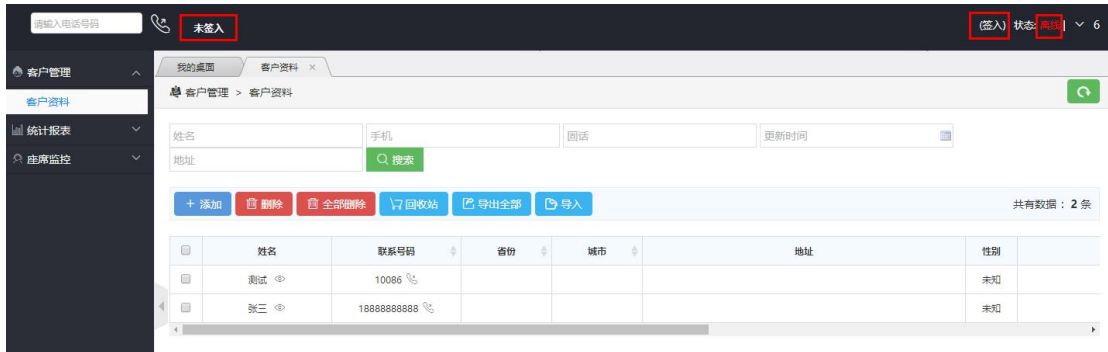 请输入电话号码 未签入 (签入) 状态: 离线| 6
客户管理 我的桌面 客户资料 ×
客户管理 > 客户资料
客户资料
统计报表 姓名 手机 固话 更新时间
座席监控 地址 搜索
+ 添加 删除 全部删除 回收站 导出全部 导入 共有数据：2 条
姓名 联系号码 省份 城市 地址 性别
测试 10086 未知
张三 18888888888 未知